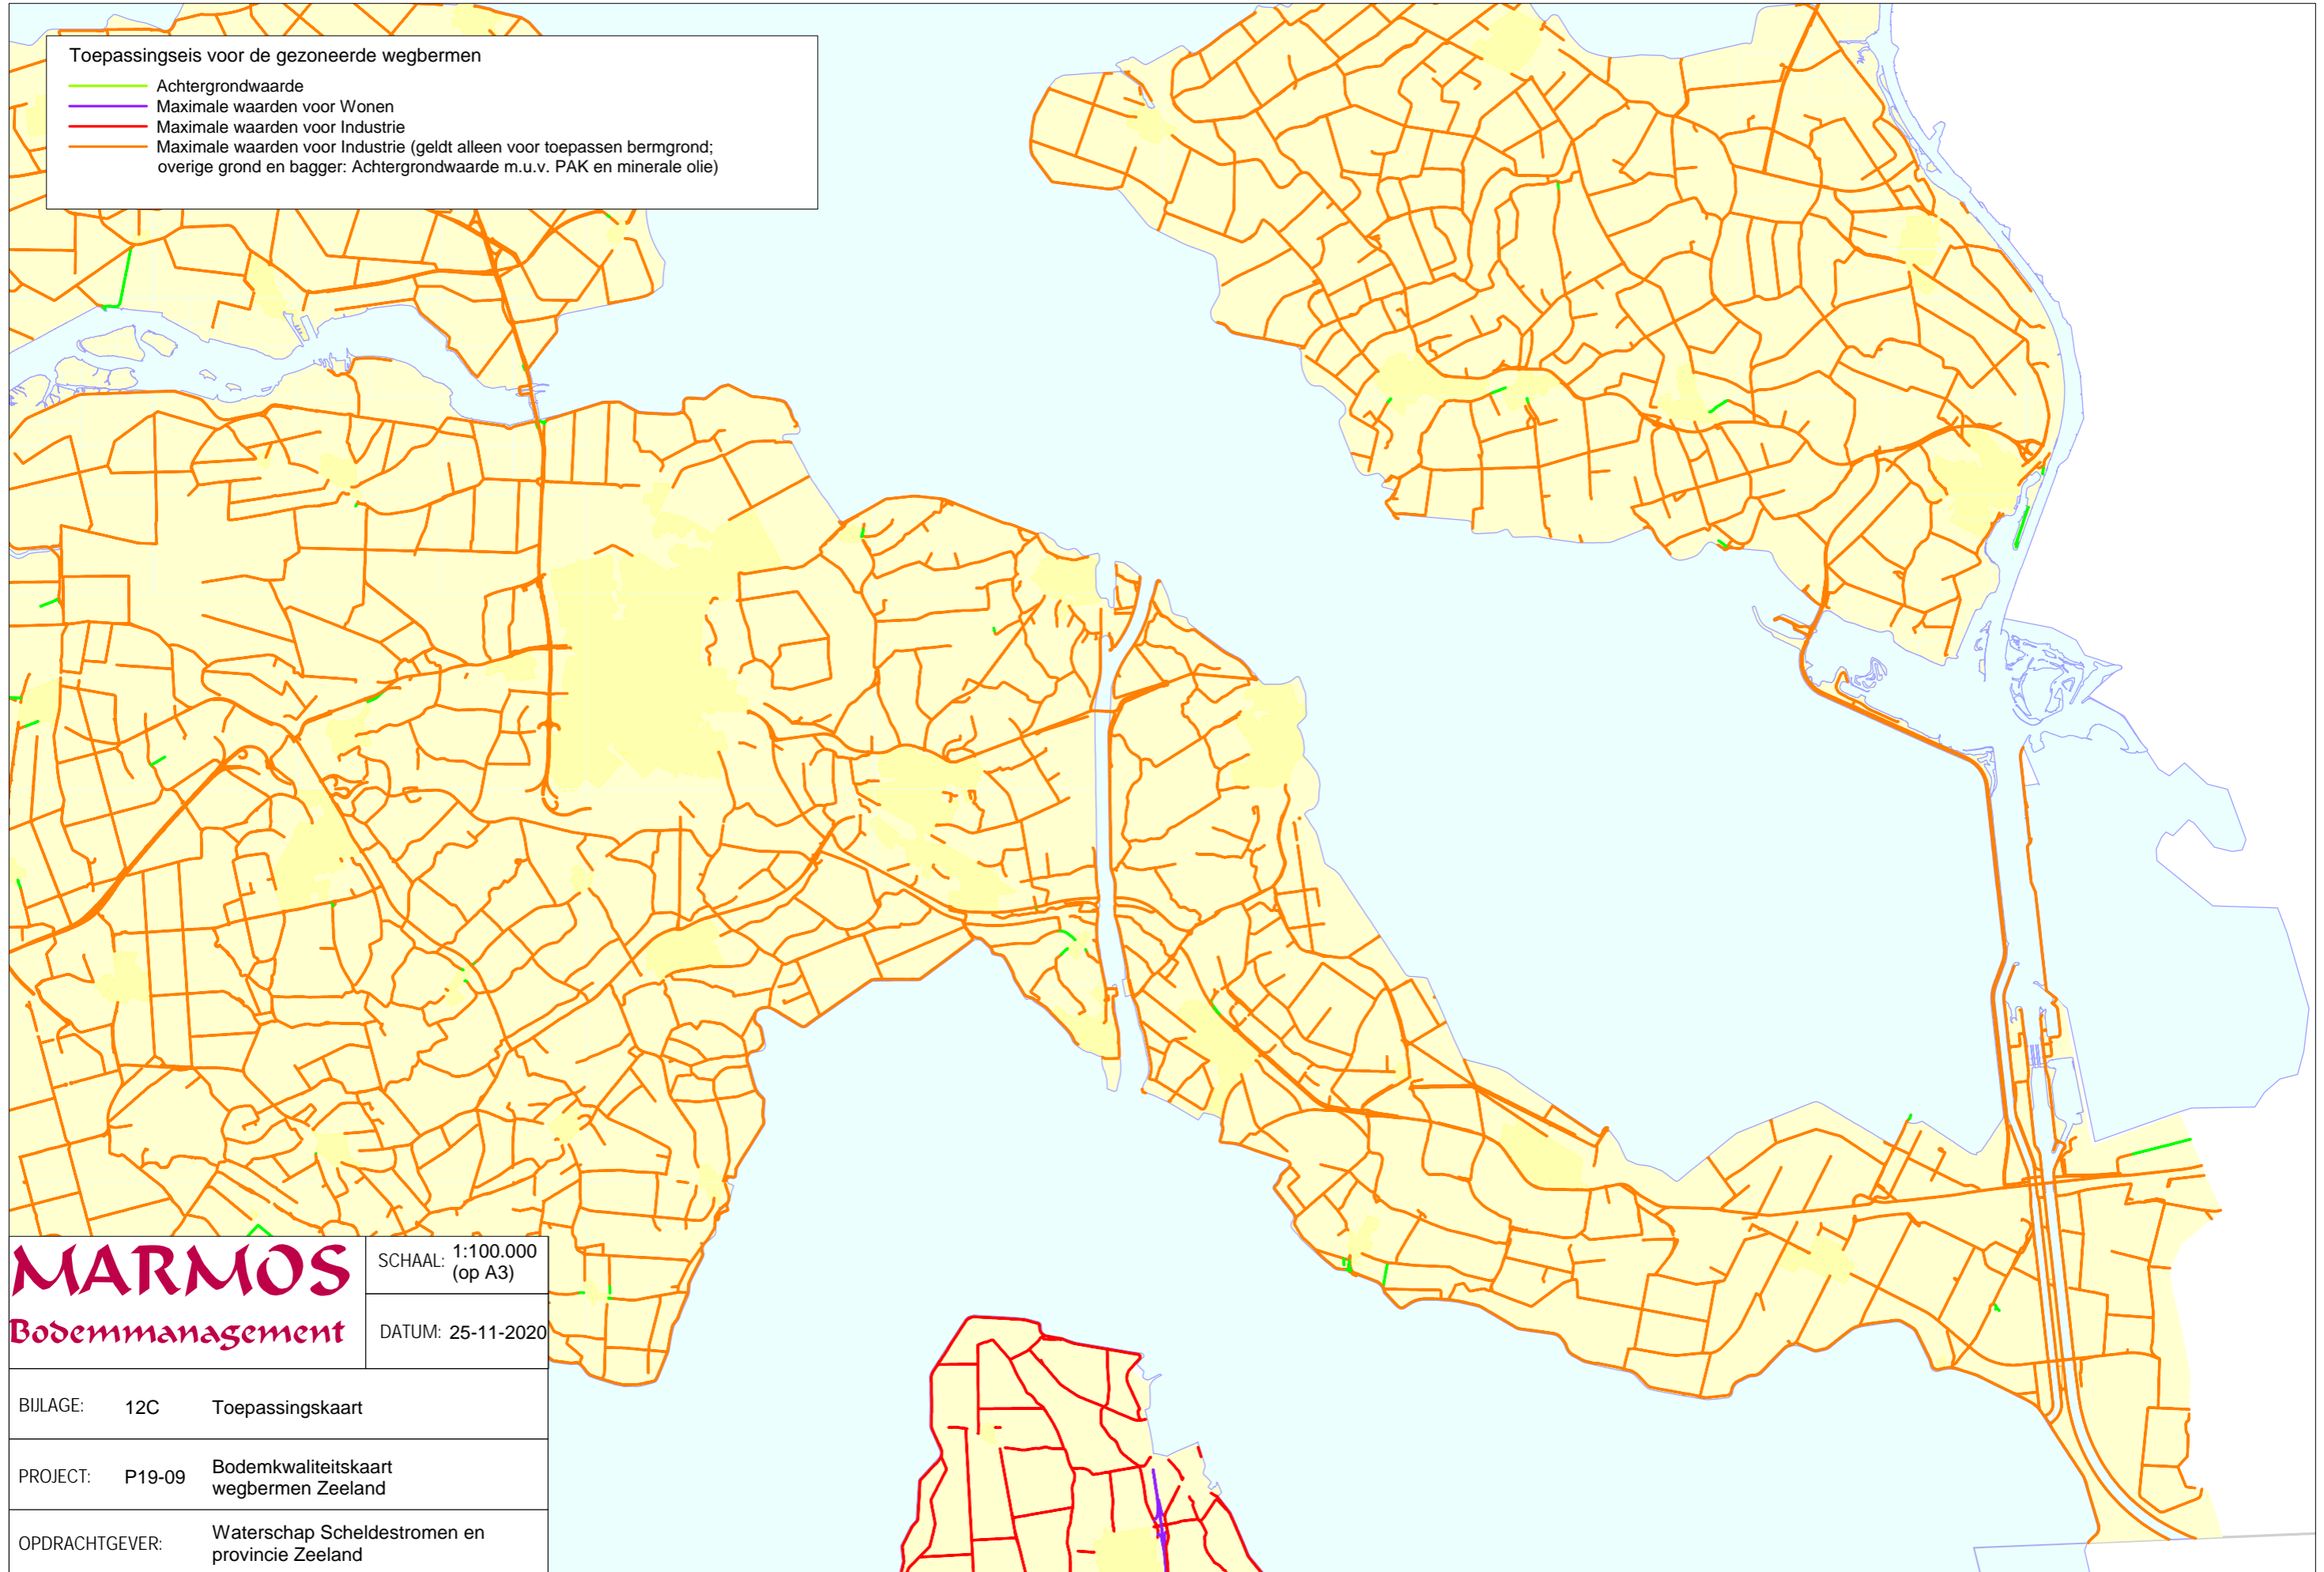 Toepassingseis voor de gezoneerde wegbermen
Achtergrondwaarde
Maximale waarden voor Wonen
Maximale waarden voor Industrie
Maximale waarden voor Industrie (geldt alleen voor toepassen bermgrond;
overige grond en bagger: Achtergrondwaarde m.u.v. PAK en minerale olie)
MARMOS
Bodemmanagement
SCHAAL: 1:100.000
(op A3)
DATUM: 25-11-2020
BIJLAGE: 12C Toepassingskaart
PROJECT: P19-09 Bodemkwaliteitskaart
wegbermen Zeeland
OPDRACHTGEVER: Waterschap Scheldestromen en
provincie Zeeland